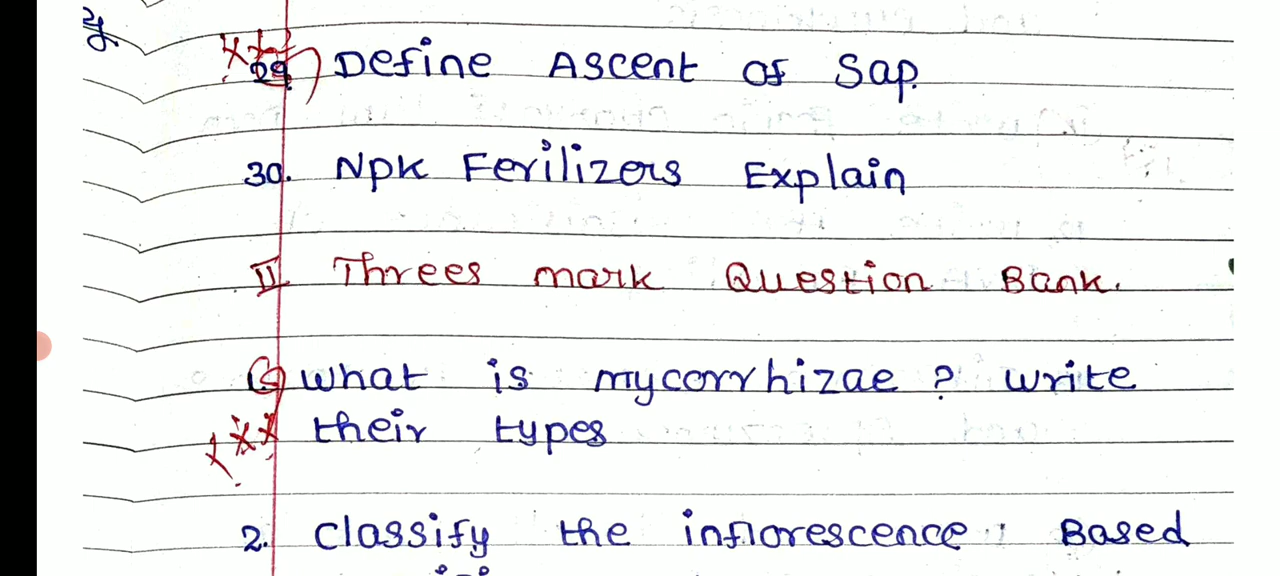 29) Define Ascent of Sap.
30. Npk Ferilizers Explain
II Threes mark Question Bank.
what is mycorrhizae ? write
their types
2. classify the inflorescence : Based